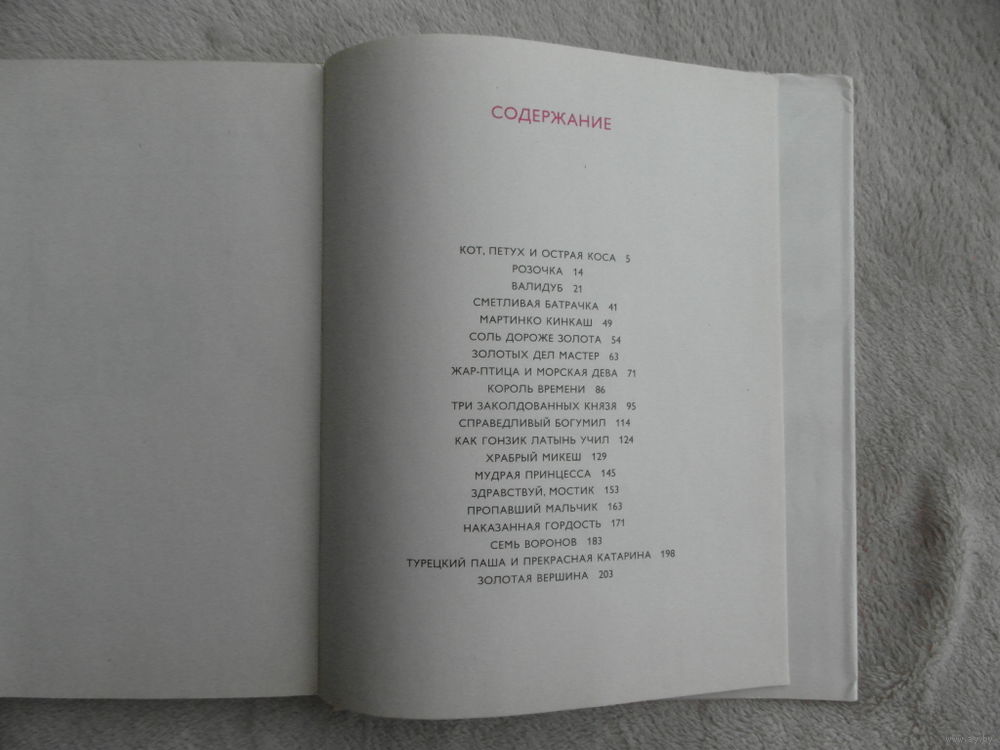 СОДЕРЖАНИЕ
КОТ, ПЕТУХ И ОСТРАЯ КОСА 5
РОЗОЧКА 14
ВАЛИДУБ 21
СМЕТЛИВАЯ БАТРАЧКА 41
МАРТИНКО КИНКАШ 49
СОЛЬ ДОРОЖЕ ЗОЛОТА 54
ЗОЛОТЫХ ДЕЛ МАСТЕР 63
ЖАР-ПТИЦА И МОРСКАЯ ДЕВА 71
КОРОЛЬ ВРЕМЕНИ 86
ТРИ ЗАКОЛДОВАННЫХ КНЯЗЯ 95
СПРАВЕДЛИВЫЙ БОГУМИЛ 114
КАК ГОНЗИК ЛАТЫНЬ УЧИЛ 124
ХРАБРЫЙ МИКЕШ 129
МУДРАЯ ПРИНЦЕССА 145
ЗДРАВСТВУЙ, МОСТИК 153
ПРОПАВШИЙ МАЛЬЧИК 163
НАКАЗАННАЯ ГОРДОСТЬ 171
СЕМЬ ВОРОНОВ 183
ТУРЕЦКИЙ ПАША И ПРЕКРАСНАЯ КАТАРИНА 198
ЗОЛОТАЯ ВЕРШИНА 203